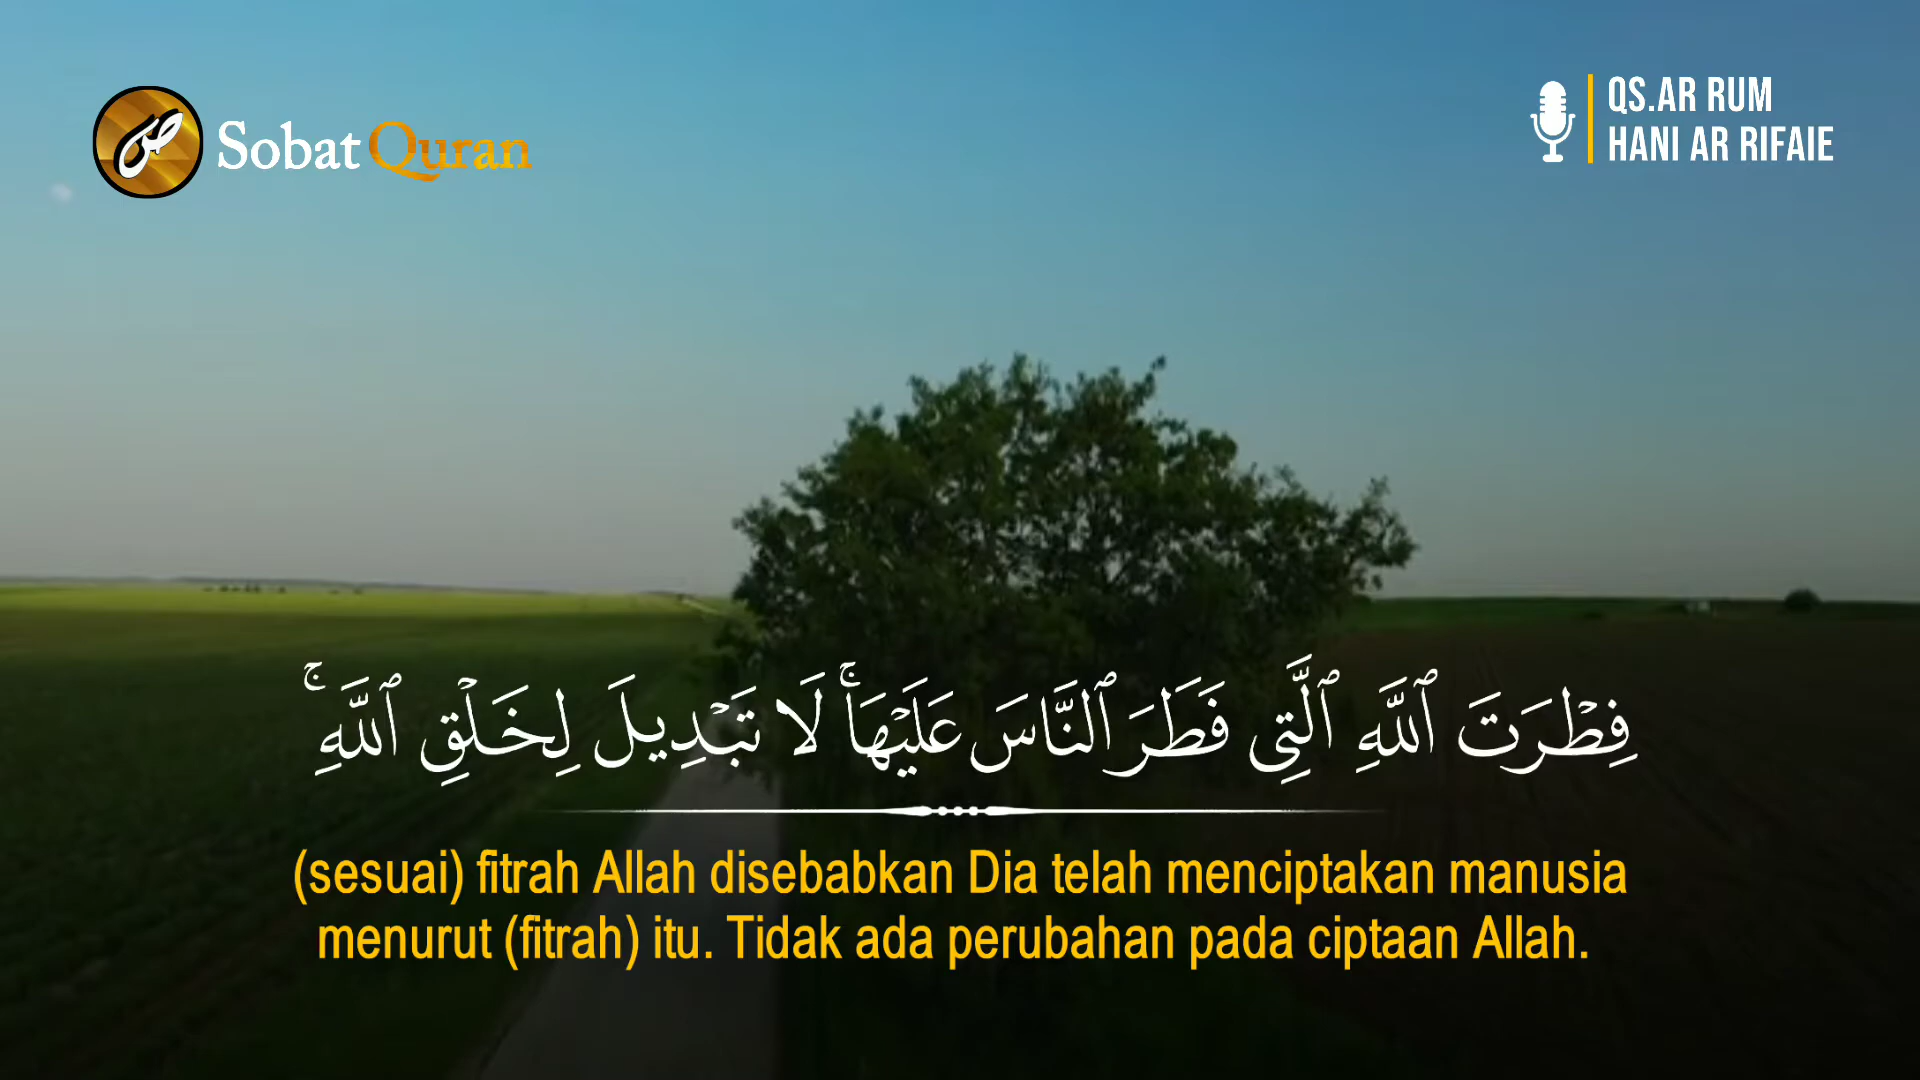 Sobat Quran
QS.AR RUM
HANI AR RIFAIE
فِطْرَتَ ٱللَّهِ ٱلَّتِى فَطَرَ ٱلنَّاسَ عَلَيْهَا ۚ لَا تَبْدِيلَ لِخَلْقِ ٱللَّهِ ۚ
(sesuai) fitrah Allah disebabkan Dia telah menciptakan manusia
menurut (fitrah) itu. Tidak ada perubahan pada ciptaan Allah.